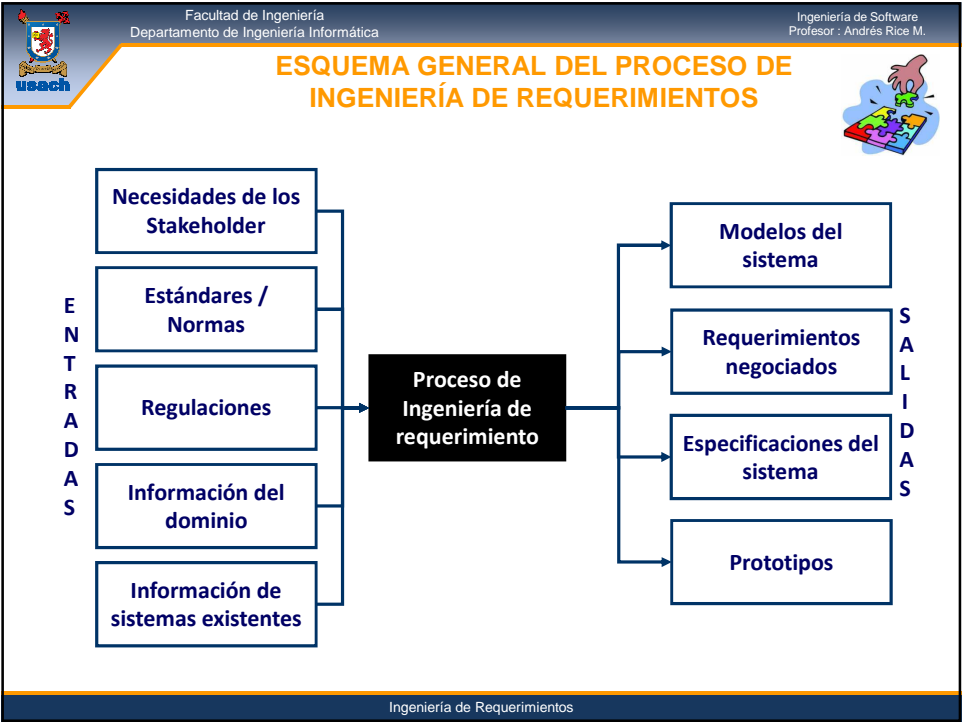 Facultad de Ingeniería
Departamento de Ingeniería Informática
Ingeniería de Software
Profesor : Andrés Rice M.
usach
ESQUEMA GENERAL DEL PROCESO DE
INGENIERÍA DE REQUERIMIENTOS
ENTRADAS
Necesidades de los
Stakeholder
Estándares /
Normas
Regulaciones
Información del
dominio
Información de
sistemas existentes
Proceso de
Ingeniería de
requerimiento
Modelos del
sistema
Requerimientos
negociados
Especificaciones del
sistema
Prototipos
SALIDAS
Ingeniería de Requerimientos